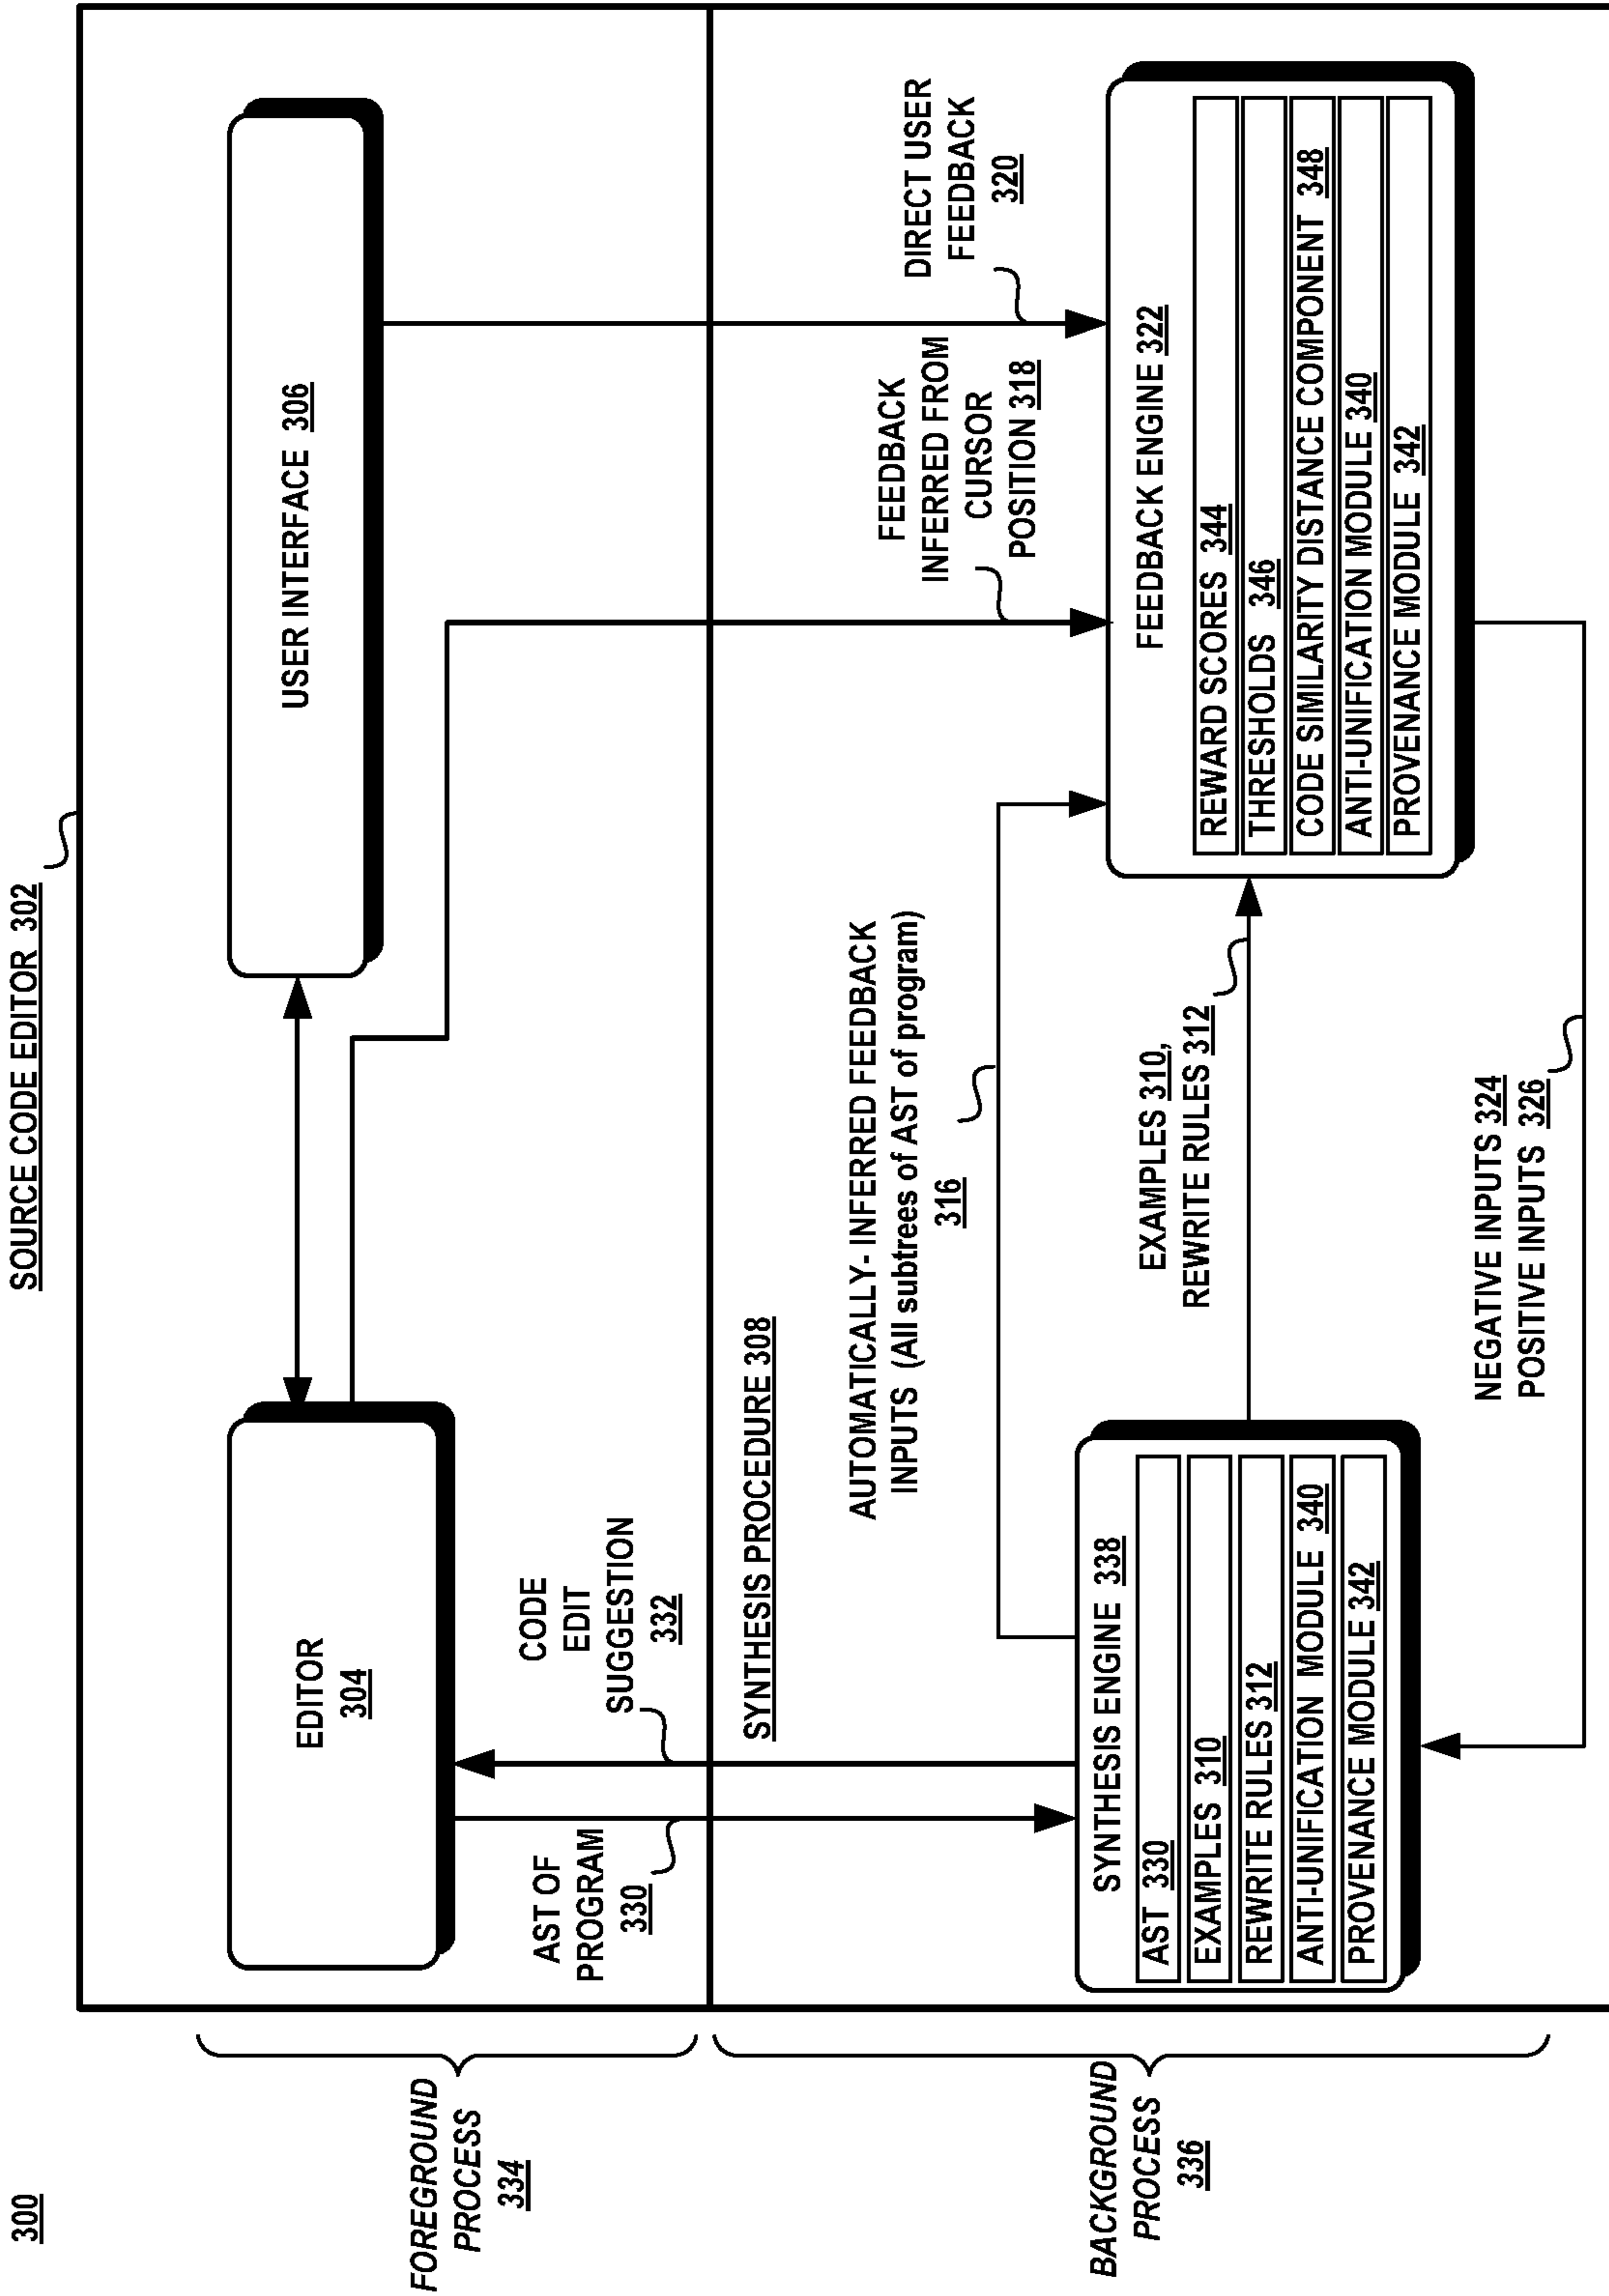 300
SOURCE CODE EDITOR 302
FOREGROUND
PROCESS
334
EDITOR
304
USER INTERFACE 306
AST OF
PROGRAM
330
CODE
EDIT
SUGGESTION
332
SYNTHESIS PROCEDURE 308
BACKGROUND
PROCESS
336
AUTOMATICALLY- INFERRED FEEDBACK
INPUTS (All subtrees of AST of program)
316
FEEDBACK
INFERRED FROM
CURSOR
POSITION 318
DIRECT USER
FEEDBACK
320
SYNTHESIS ENGINE 338
AST 330
EXAMPLES 310
REWRITE RULES 312
ANTI-UNIFICATION MODULE 340
PROVENANCE MODULE 342
EXAMPLES 310,
REWRITE RULES 312
FEEDBACK ENGINE 322
REWARD SCORES 344
THRESHOLDS 346
CODE SIMILARITY DISTANCE COMPONENT 348
ANTI-UNIFICATION MODULE 340
PROVENANCE MODULE 342
NEGATIVE INPUTS 324
POSITIVE INPUTS 326